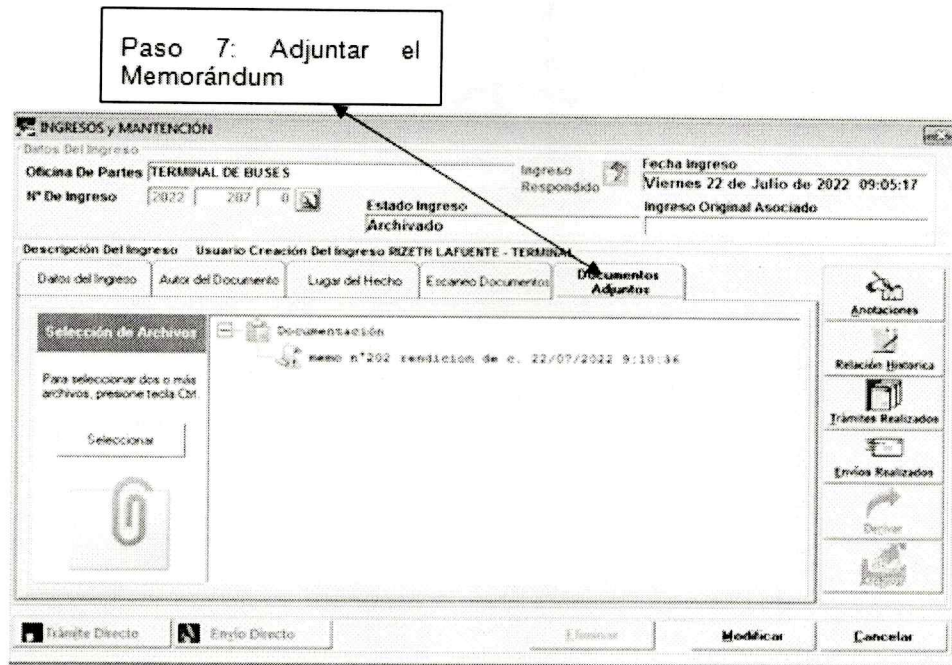 Paso 7: Adjuntar el
Memorándum
INGRESOS y MANTENCIÓN
Datos Del Ingreso
Oficina De Partes TERMINAL DE BUSES
Ingreso
Respondido
Fecha Ingreso
Viernes 22 de Julio de 2022 09:05:17
N° De Ingreso 2022 207 0
Estado Ingreso
Archivado
Ingreso Original Asociado
Descripción Del Ingreso Usuario Creación Del Ingreso RIZETH LAFUENTE - TERMINAL
Datos del Ingreso
Autor del Documento
Lugar del Hecho
Escaneo Documentos
Documentos
Adjuntos
Selección de Archivos
Para seleccionar dos o más
archivos, presione tecla Ctrl.
Seleccionar
Documentación
memo n°202 rendicion de c. 22/07/2022 9:10:36
Anotaciones
Relación Historica
Trámites Realizados
Envíos Realizados
Derivar
Trámite Directo
Envío Directo
Eliminar
Modificar
Cancelar